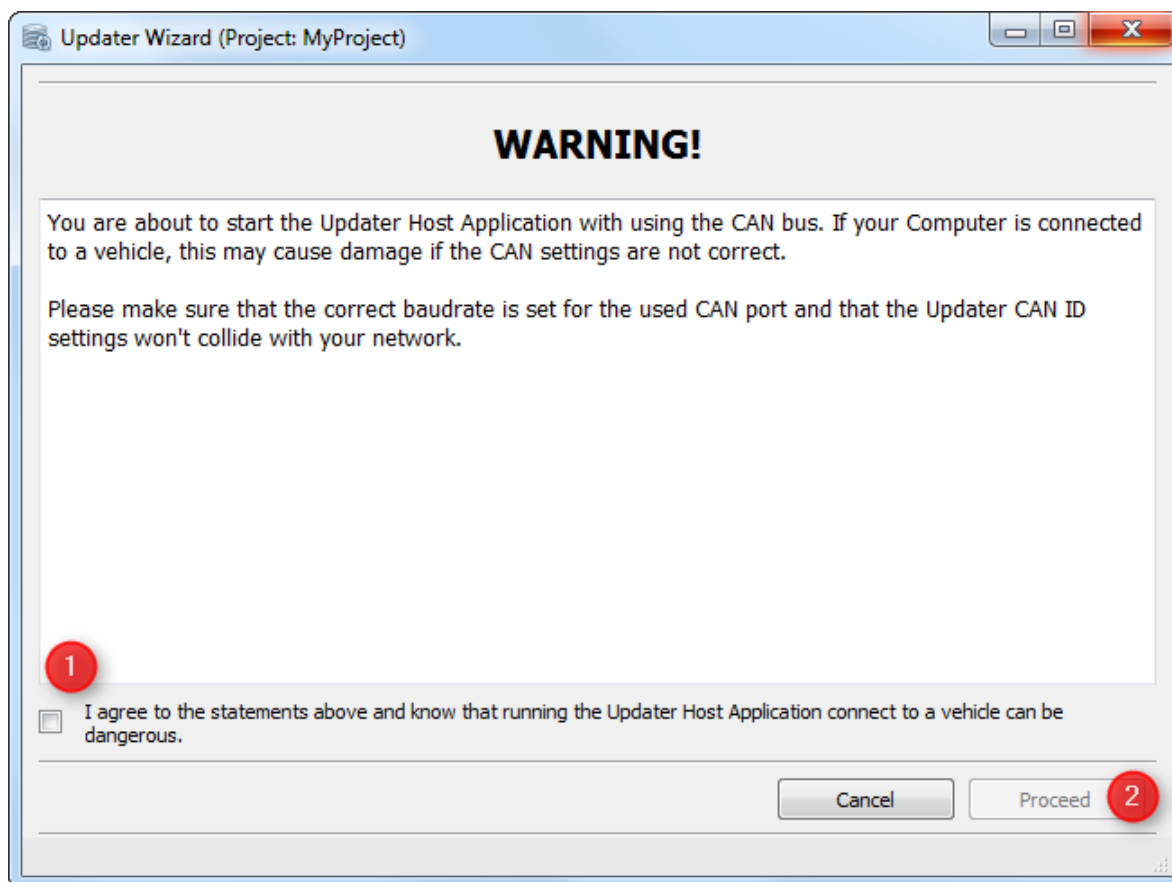 Updater Wizard (Project: MyProject)
WARNING!
You are about to start the Updater Host Application with using the CAN bus. If your Computer is connected
to a vehicle, this may cause damage if the CAN settings are not correct.
Please make sure that the correct baudrate is set for the used CAN port and that the Updater CAN ID
settings won't collide with your network.
1
I agree to the statements above and know that running the Updater Host Application connect to a vehicle can be
dangerous.
Cancel
Proceed
2